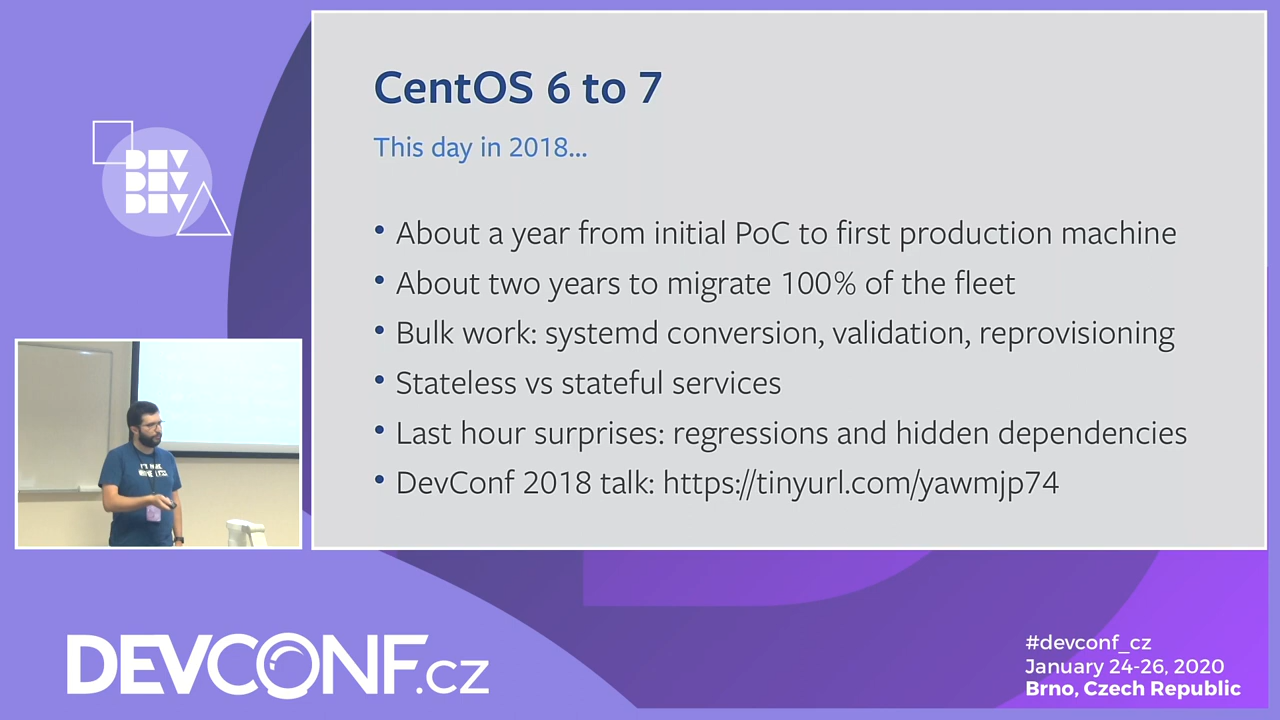 CentOS 6 to 7
This day in 2018...
• About a year from initial PoC to first production machine
• About two years to migrate 100% of the fleet
• Bulk work: systemd conversion, validation, reprovisioning
• Stateless vs stateful services
• Last hour surprises: regressions and hidden dependencies
• DevConf 2018 talk: https://tinyurl.com/yawmjp74
DEV
DEV
DEV
DEVCONF.cz
#devconf_cz
January 24-26, 2020
Brno, Czech Republic